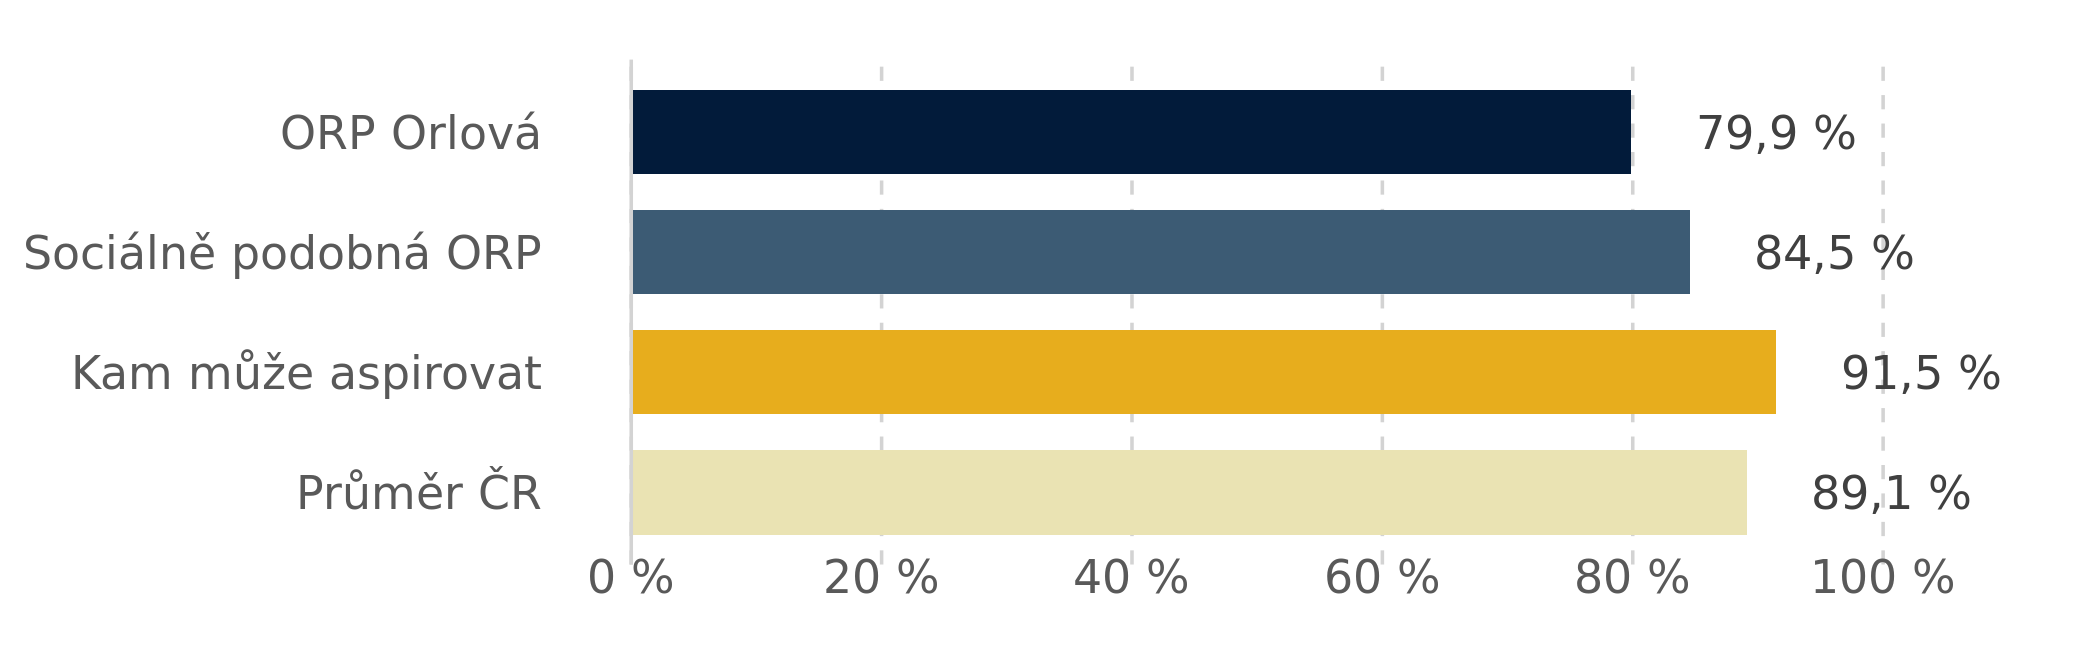 ORP Orlová 79,9 %
Sociálně podobná ORP 84,5 %
Kam může aspirovat 91,5 %
Průměr ČR 89,1 %
0 % 20 % 40 % 60 % 80 % 100 %